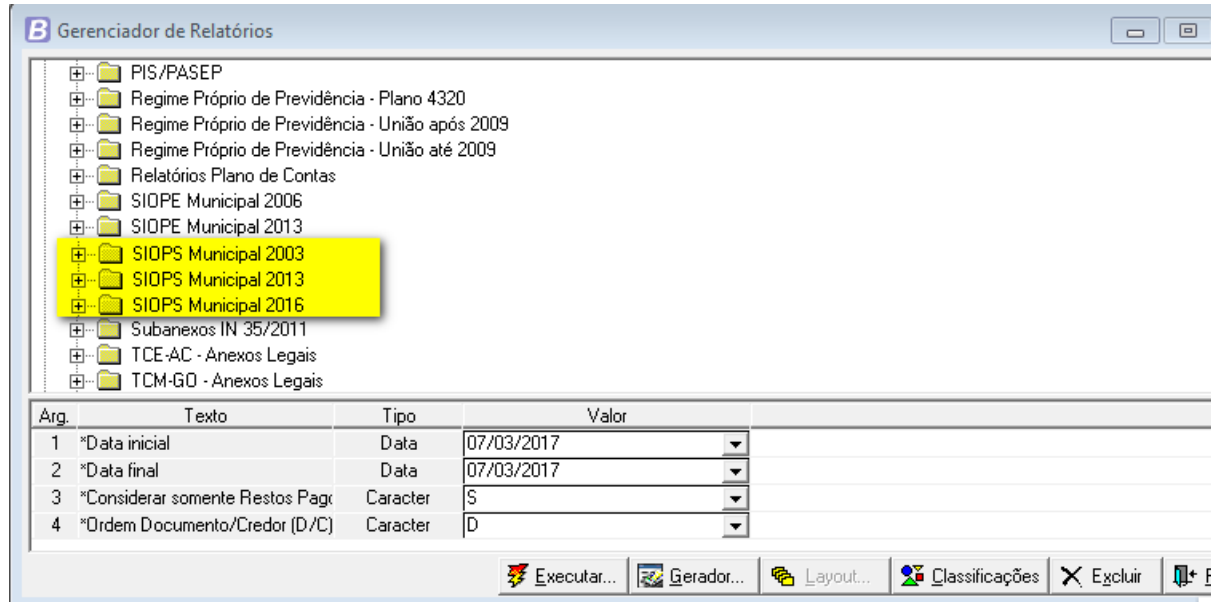 B Gerenciador de Relatórios
PIS/PASEP
Regime Próprio de Previdência - Plano 4320
Regime Próprio de Previdência - União após 2009
Regime Próprio de Previdência - União até 2009
Relatórios Plano de Contas
SIOPE Municipal 2006
SIOPE Municipal 2013
SIOPS Municipal 2003
SIOPS Municipal 2013
SIOPS Municipal 2016
Subanexos IN 35/2011
TCE-AC - Anexos Legais
TCM-GO - Anexos Legais
Arg. Texto Tipo Valor
1 *Data inicial Data 07/03/2017
2 *Data final Data 07/03/2017
3 *Considerar somente Restos Caracter S
4 *Ordem Documento/Credor (D/C) Caracter D
Executar... Gerador... Layout... Classificações Excluir